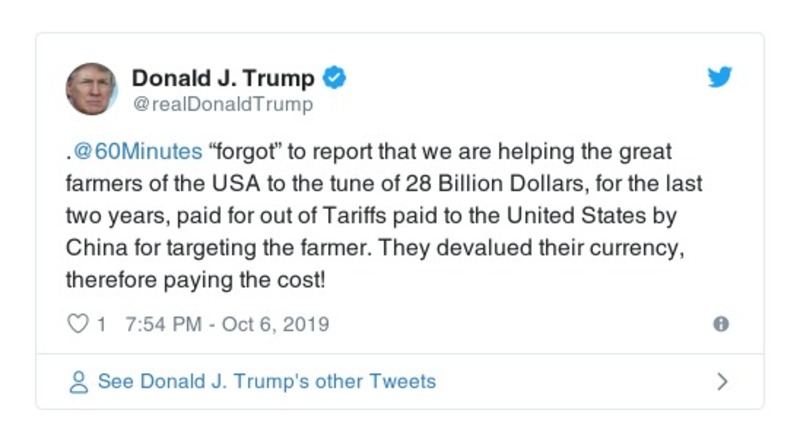 Donald J. Trump
@realDonaldTrump
.@60Minutes “forgot” to report that we are helping the great
farmers of the USA to the tune of 28 Billion Dollars, for the last
two years, paid for out of Tariffs paid to the United States by
China for targeting the farmer. They devalued their currency,
therefore paying the cost!
1 7:54 PM - Oct 6, 2019
See Donald J. Trump's other Tweets